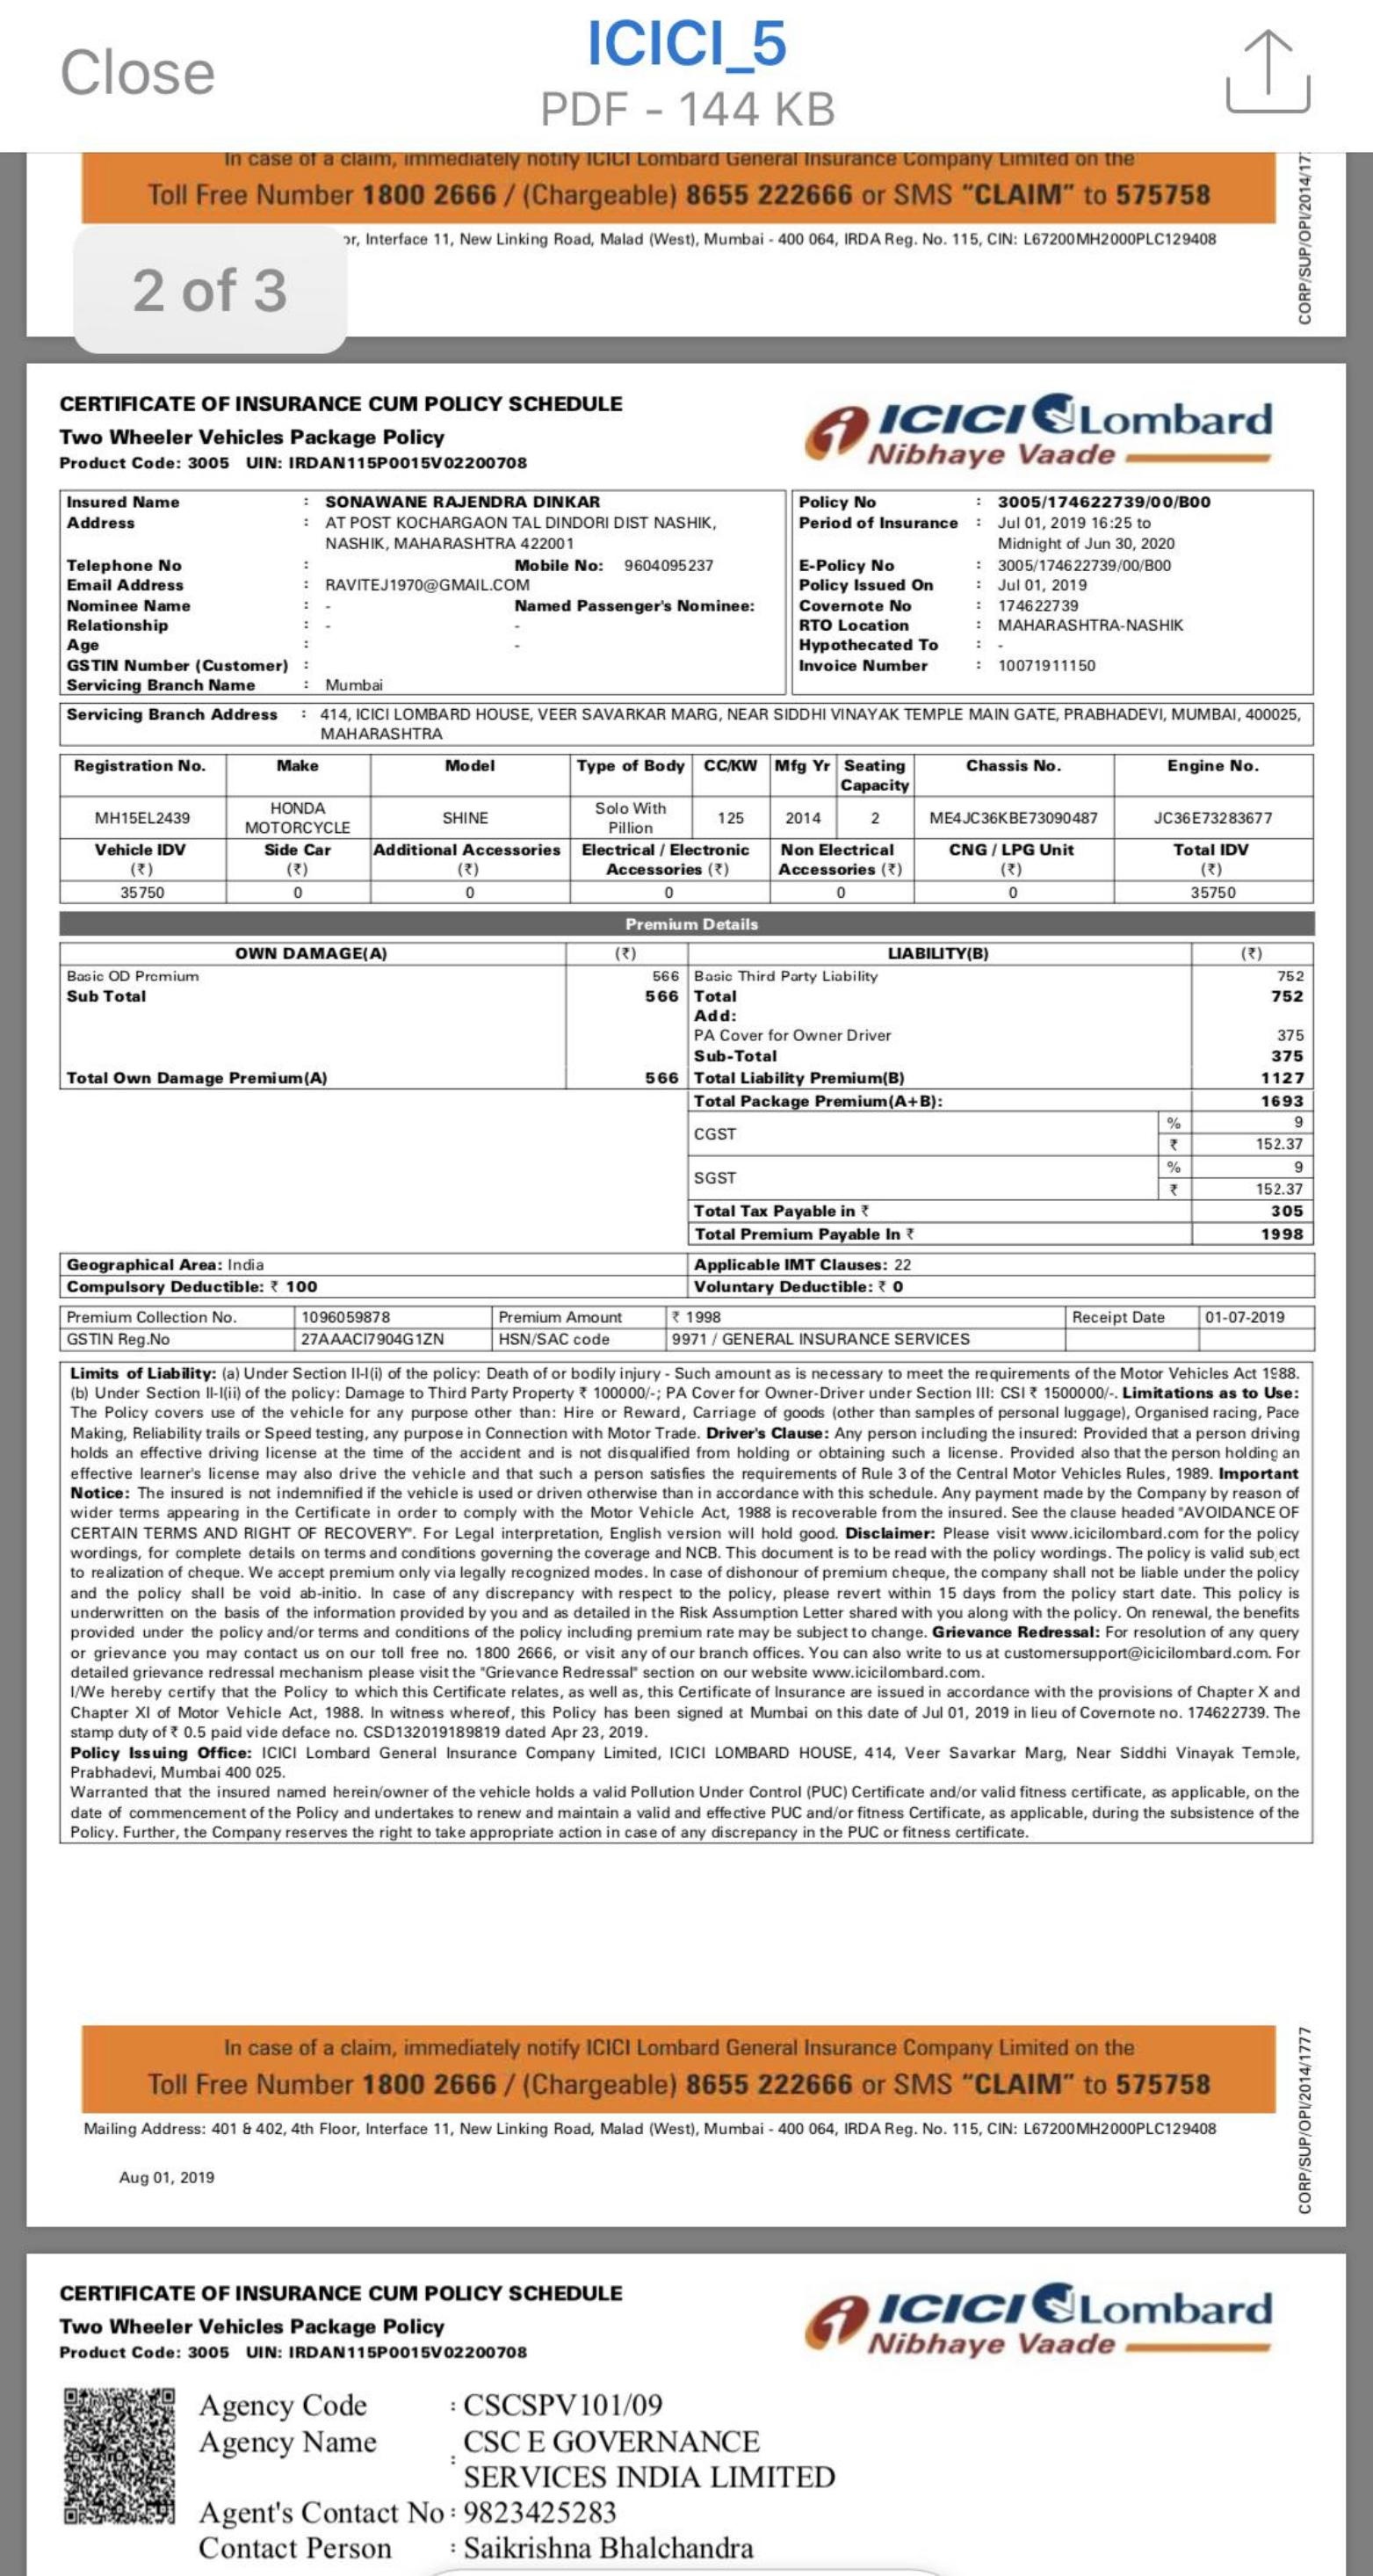 Close
ICICI_5
PDF - 144 KB
In case of a claim, immediately notify ICICI Lombard General Insurance Company Limited on the
Toll Free Number 1800 2666 / (Chargeable) 8655 222666 or SMS "CLAIM" to 575758
or, Interface 11, New Linking Road, Malad (West), Mumbai - 400 064, IRDA Reg. No. 115, CIN: L67200MH2000PLC129408
CORP/SUP/OPI/2014/17
2 of 3
CERTIFICATE OF INSURANCE CUM POLICY SCHEDULE
Two Wheeler Vehicles Package Policy
Product Code: 3005 UIN: IRDAN115P0015V02200708
ICICI Lombard
Nibhaye Vaade
Insured Name : SONAWANE RAJENDRA DINKAR
Address : AT POST KOCHARGAON TAL DINDORI DIST NASHIK,
NASHIK, MAHARASHTRA 422001
Telephone No : Mobile No: 9604095237
Email Address : RAVITEJ1970@GMAIL.COM
Nominee Name : - Named Passenger's Nominee:
Relationship : - -
Age : -
GSTIN Number (Customer) :
Servicing Branch Name : Mumbai
Policy No : 3005/174622739/00/B00
Period of Insurance : Jul 01, 2019 16:25 to
Midnight of Jun 30, 2020
E-Policy No : 3005/174622739/00/B00
Policy Issued On : Jul 01, 2019
Covernote No : 174622739
RTO Location : MAHARASHTRA-NASHIK
Hypothecated To : -
Invoice Number : 10071911150
Servicing Branch Address : 414, ICICI LOMBARD HOUSE, VEER SAVARKAR MARG, NEAR SIDDHI VINAYAK TEMPLE MAIN GATE, PRABHADEVI, MUMBAI, 400025,
MAHARASHTRA
Registration No. Make Model Type of Body CC/KW Mfg Yr Seating Capacity Chassis No. Engine No.
MH15EL2439 HONDA MOTORCYCLE SHINE Solo With Pillion 125 2014 2 ME4JC36KBE73090487 JC36E73283677
Vehicle IDV (₹) Side Car (₹) Additional Accessories (₹) Electrical / Electronic Accessories (₹) Non Electrical Accessories (₹) CNG / LPG Unit (₹) Total IDV (₹)
35750 0 0 0 0 0 35750
Premium Details
OWN DAMAGE(A) (₹) LIABILITY(B) (₹)
Basic OD Premium 566 Basic Third Party Liability 752
Sub Total 566 Total 752
Add:
PA Cover for Owner Driver 375
Sub-Total 375
Total Own Damage Premium(A) 566 Total Liability Premium(B) 1127
Total Package Premium(A+B): 1693
CGST % 9
₹ 152.37
SGST % 9
₹ 152.37
Total Tax Payable in ₹ 305
Total Premium Payable In ₹ 1998
Geographical Area: India Applicable IMT Clauses: 22
Compulsory Deductible: ₹ 100 Voluntary Deductible: ₹ 0
Premium Collection No. 1096059878 Premium Amount ₹ 1998 Receipt Date 01-07-2019
GSTIN Reg.No 27AAACI7904G1ZN HSN/SAC code 9971 / GENERAL INSURANCE SERVICES
Limits of Liability: (a) Under Section II-I(i) of the policy: Death of or bodily injury - Such amount as is necessary to meet the requirements of the Motor Vehicles Act 1988.
(b) Under Section II-I(ii) of the policy: Damage to Third Party Property ₹ 100000/-; PA Cover for Owner-Driver under Section III: CSI ₹ 1500000/-. Limitations as to Use:
The Policy covers use of the vehicle for any purpose other than: Hire or Reward, Carriage of goods (other than samples of personal luggage), Organised racing, Pace
Making, Reliability trails or Speed testing, any purpose in Connection with Motor Trade. Driver's Clause: Any person including the insured: Provided that a person driving
holds an effective driving license at the time of the accident and is not disqualified from holding or obtaining such a license. Provided also that the person holding an
effective learner's license may also drive the vehicle and that such a person satisfies the requirements of Rule 3 of the Central Motor Vehicles Rules, 1989. Important
Notice: The insured is not indemnified if the vehicle is used or driven otherwise than in accordance with this schedule. Any payment made by the Company by reason of
wider terms appearing in the Certificate in order to comply with the Motor Vehicle Act, 1988 is recoverable from the insured. See the clause headed "AVOIDANCE OF
CERTAIN TERMS AND RIGHT OF RECOVERY". For Legal interpretation, English version will hold good. Disclaimer: Please visit www.icicilombard.com for the policy
wordings, for complete details on terms and conditions governing the coverage and NCB. This document is to be read with the policy wordings. The policy is valid subject
to realization of cheque. We accept premium only via legally recognized modes. In case of dishonour of premium cheque, the company shall not be liable under the policy
and the policy shall be void ab-initio. In case of any discrepancy with respect to the policy, please revert within 15 days from the policy start date. This policy is
underwritten on the basis of the information provided by you and as detailed in the Risk Assumption Letter shared with you along with the policy. On renewal, the benefits
provided under the policy and/or terms and conditions of the policy including premium rate may be subject to change. Grievance Redressal: For resolution of any query
or grievance you may contact us on our toll free no. 1800 2666, or visit any of our branch offices. You can also write to us at customersupport@icicilombard.com. For
detailed grievance redressal mechanism please visit the "Grievance Redressal" section on our website www.icicilombard.com.
I/We hereby certify that the Policy to which this Certificate relates, as well as, this Certificate of Insurance are issued in accordance with the provisions of Chapter X and
Chapter XI of Motor Vehicle Act, 1988. In witness whereof, this Policy has been signed at Mumbai on this date of Jul 01, 2019 in lieu of Covernote no. 174622739. The
stamp duty of ₹ 0.5 paid vide deface no. CSD132019189819 dated Apr 23, 2019.
Policy Issuing Office: ICICI Lombard General Insurance Company Limited, ICICI LOMBARD HOUSE, 414, Veer Savarkar Marg, Near Siddhi Vinayak Temple,
Prabhadevi, Mumbai 400 025.
Warranted that the insured named herein/owner of the vehicle holds a valid Pollution Under Control (PUC) Certificate and/or valid fitness certificate, as applicable, on the
date of commencement of the Policy and undertakes to renew and maintain a valid and effective PUC and/or fitness Certificate, as applicable, during the subsistence of the
Policy. Further, the Company reserves the right to take appropriate action in case of any discrepancy in the PUC or fitness certificate.
In case of a claim, immediately notify ICICI Lombard General Insurance Company Limited on the
Toll Free Number 1800 2666 / (Chargeable) 8655 222666 or SMS "CLAIM" to 575758
Mailing Address: 401 & 402, 4th Floor, Interface 11, New Linking Road, Malad (West), Mumbai - 400 064, IRDA Reg. No. 115, CIN: L67200MH2000PLC129408
Aug 01, 2019
CORP/SUP/OPI/2014/1777
CERTIFICATE OF INSURANCE CUM POLICY SCHEDULE
Two Wheeler Vehicles Package Policy
Product Code: 3005 UIN: IRDAN115P0015V02200708
ICICI Lombard
Nibhaye Vaade
Agency Code : CSCSPV101/09
Agency Name : CSC E GOVERNANCE
SERVICES INDIA LIMITED
Agent's Contact No : 9823425283
Contact Person : Saikrishna Bhalchandra